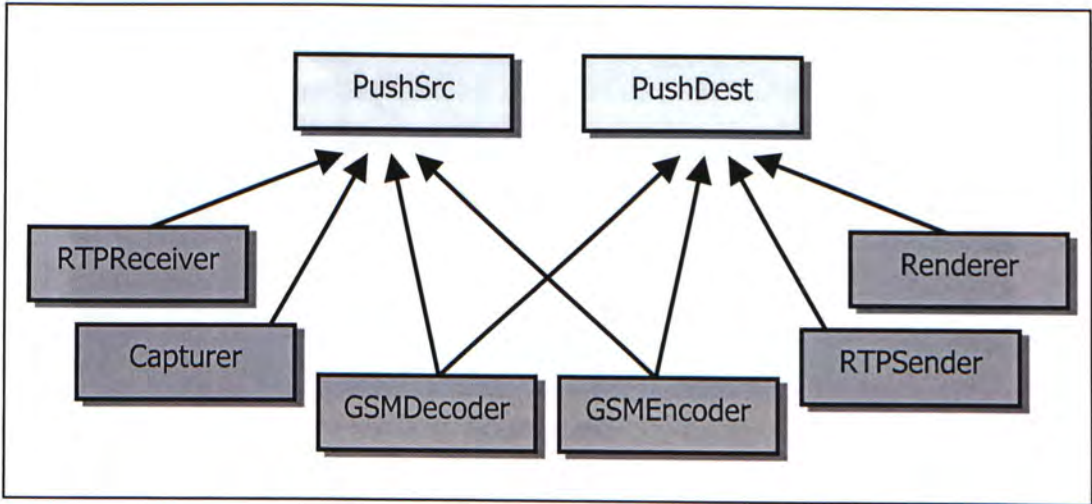 PushSrc
PushDest
RTPReceiver
Renderer
Capturer
RTPSender
GSMDecoder
GSMEncoder